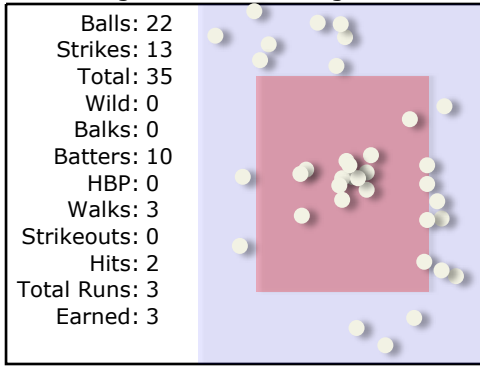 Balls: 22
Strikes: 13
Total: 35
Wild: 0
Balks: 0
Batters: 10
HBP: 0
Walks: 3
Strikeouts: 0
Hits: 2
Total Runs: 3
Earned: 3